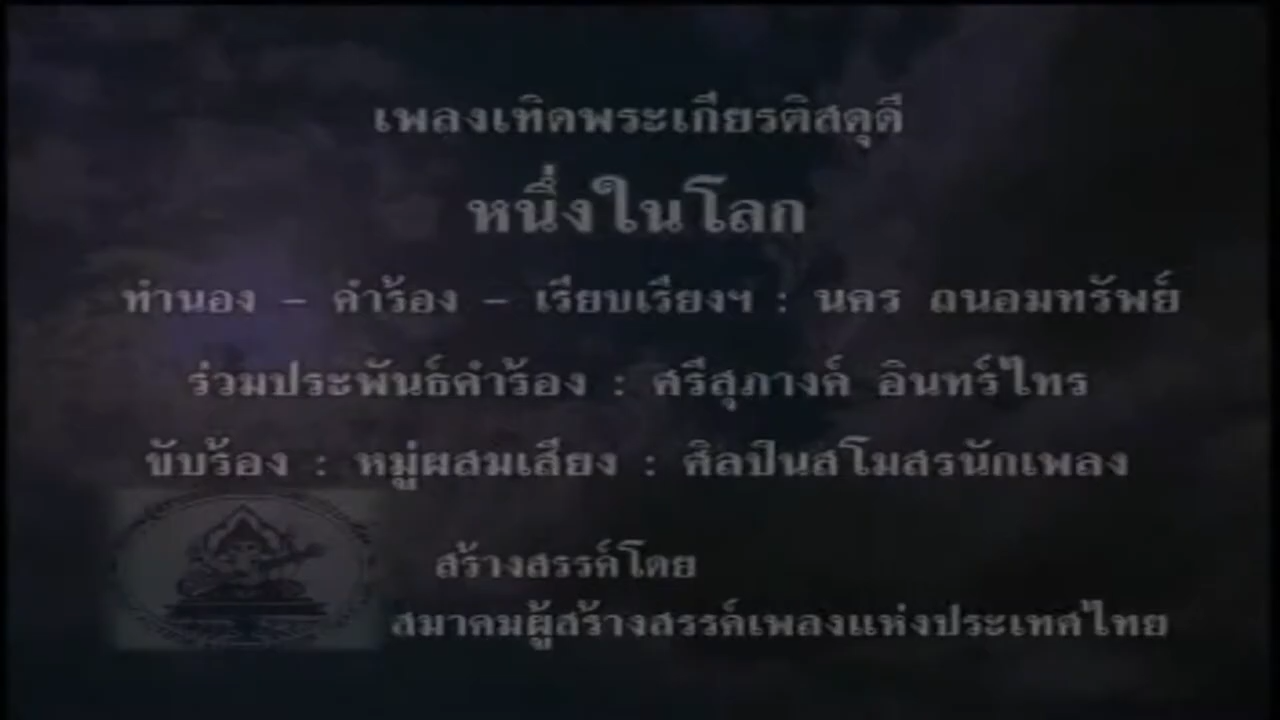 เพลงเทิดพระเกียรติสดุดี
หนึ่งในโลก
ทำนอง – คำร้อง – เรียบเรียงฯ : นคร ถนอมทรัพย์
ร่วมประพันธ์คำร้อง : ศรีสุภางค์ อินทร์ไทร
ขับร้อง : หมู่ผสมเสียง : ศิลปินสโมสรนักเพลง
สร้างสรรค์โดย
สมาคมผู้สร้างสรรค์เพลงแห่งประเทศไทย